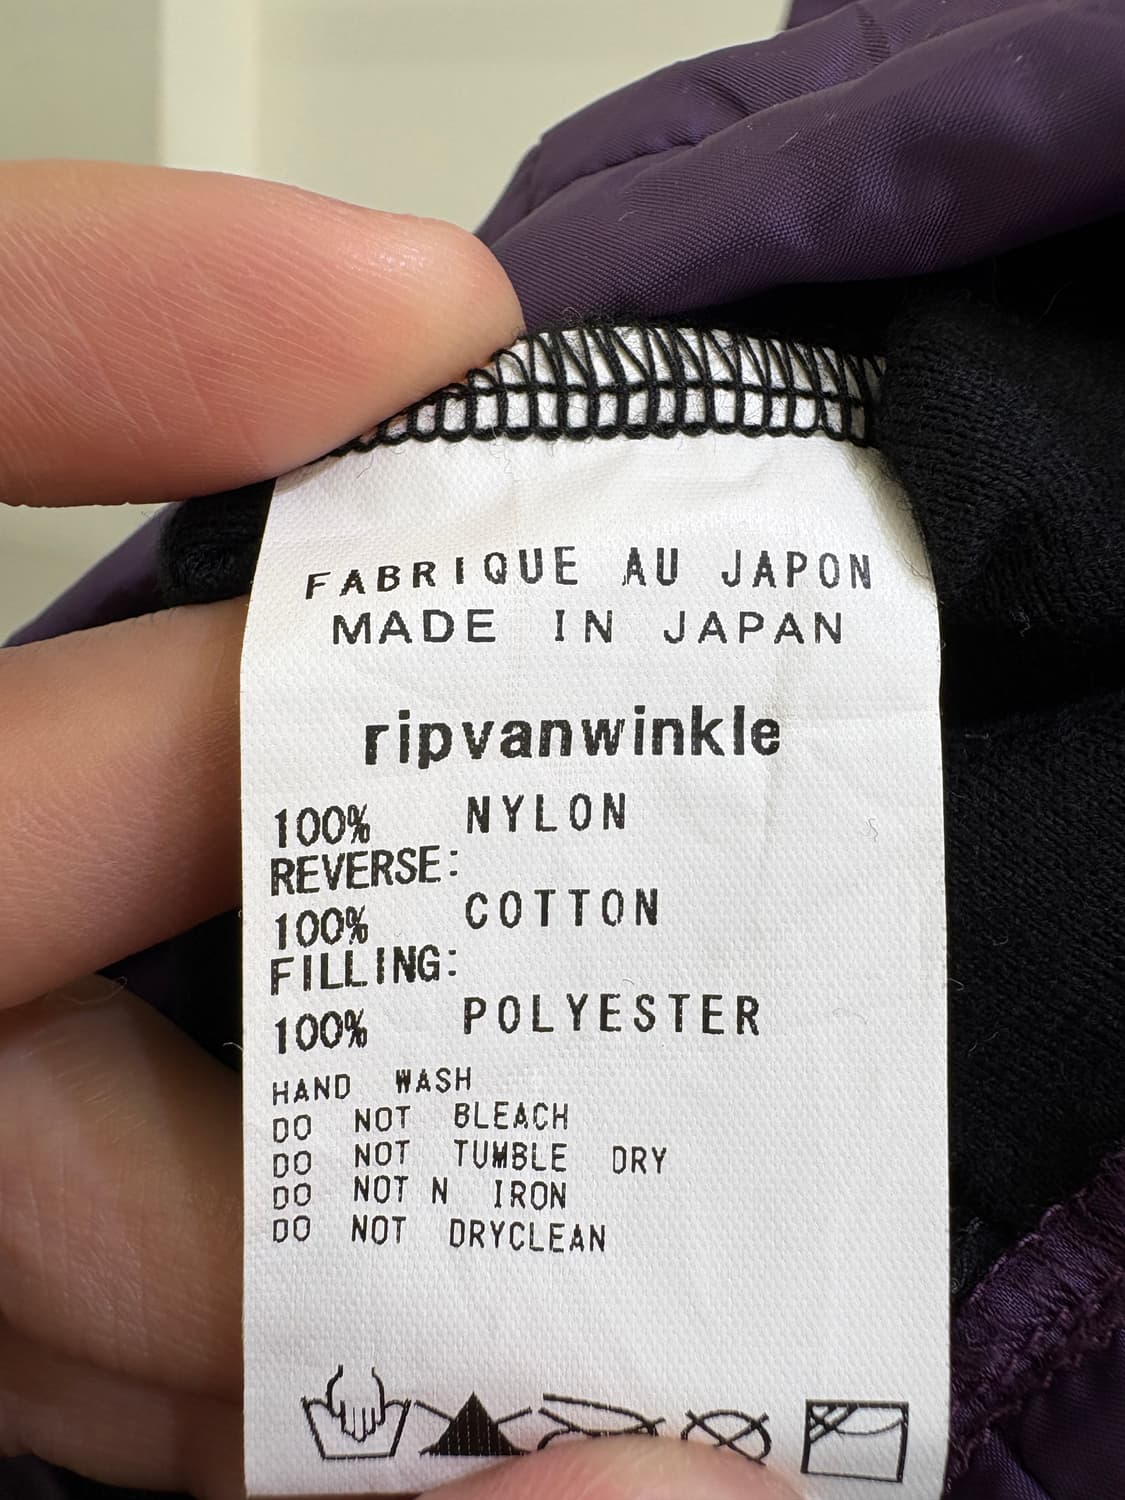 FABRIQUE AU JAPON
MADE IN JAPAN
ripvanwinkle
100% NYLON
REVERSE:
100% COTTON
FILLING:
100% POLYESTER
HAND WASH
DO NOT BLEACH
DO NOT TUMBLE DRY
DO NOT N IRON
DO NOT DRYCLEAN